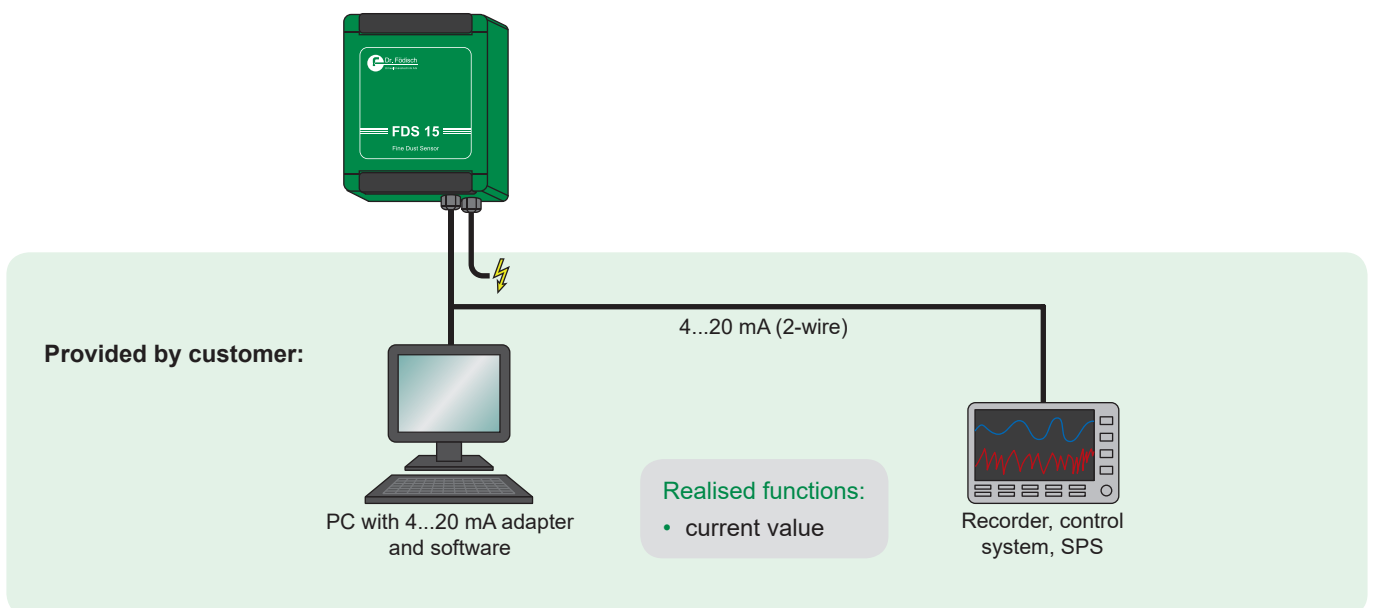 Dr. Födisch
FDS 15
Fine Dust Sensor
4...20 mA (2-wire)
Provided by customer:
PC with 4...20 mA adapter
and software
Realised functions:
• current value
Recorder, control
system, SPS